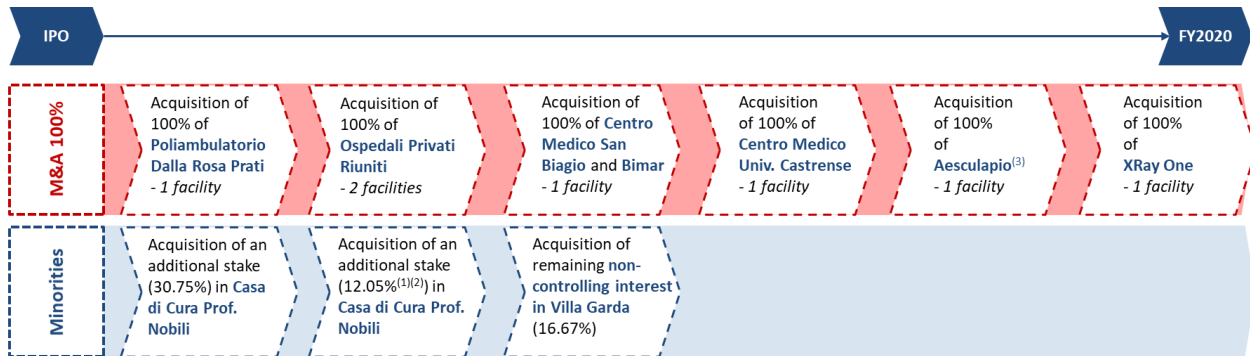 IPO
FY2020
M&A 100%
Acquisition of
100% of
Poliambulatorio
Dalla Rosa Prati
- 1 facility
Acquisition of
100% of
Ospedali Privati
Riuniti
- 2 facilities
Acquisition of
100% of Centro
Medico San
Biagio and Bimar
- 1 facility
Acquisition
of 100% of
Centro Medico
Univ. Castrense
- 1 facility
Acquisition
of 100%
of
Aesculapio(3)
- 1 facility
Acquisition
of 100%
of
XRay One
- 1 facility
Minorities
Acquisition of an
additional stake
(30.75%) in Casa
di Cura Prof.
Nobili
Acquisition of an
additional stake
(12.05%(1)(2)) in
Casa di Cura Prof.
Nobili
Acquisition of
remaining non-
controlling interest
in Villa Garda
(16.67%)